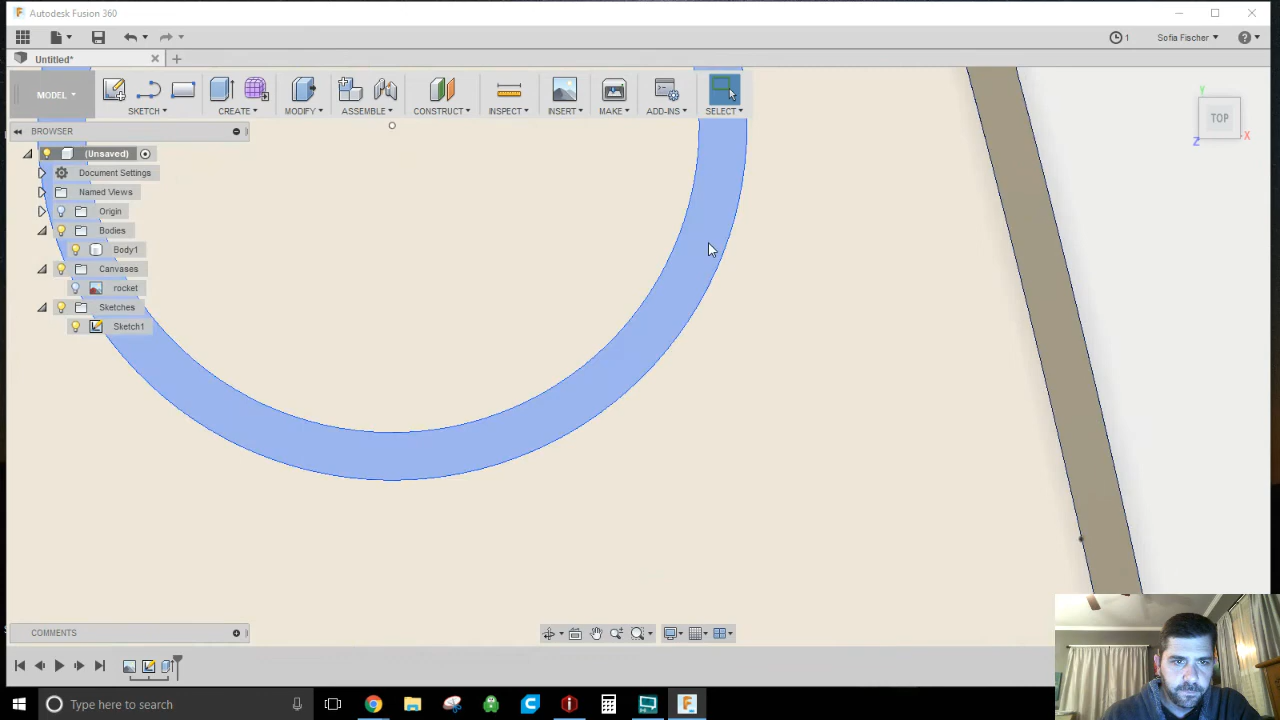 Autodesk Fusion 360
1
Sofia Fischer
Untitled*
MODEL
SKETCH
CREATE
MODIFY
ASSEMBLE
CONSTRUCT
INSPECT
INSERT
MAKE
ADD-INS
SELECT
BROWSER
(Unsaved)
Document Settings
Named Views
Origin
Bodies
Body1
Canvases
rocket
Sketches
Sketch1
TOP
Y
X
Z
COMMENTS
Type here to search